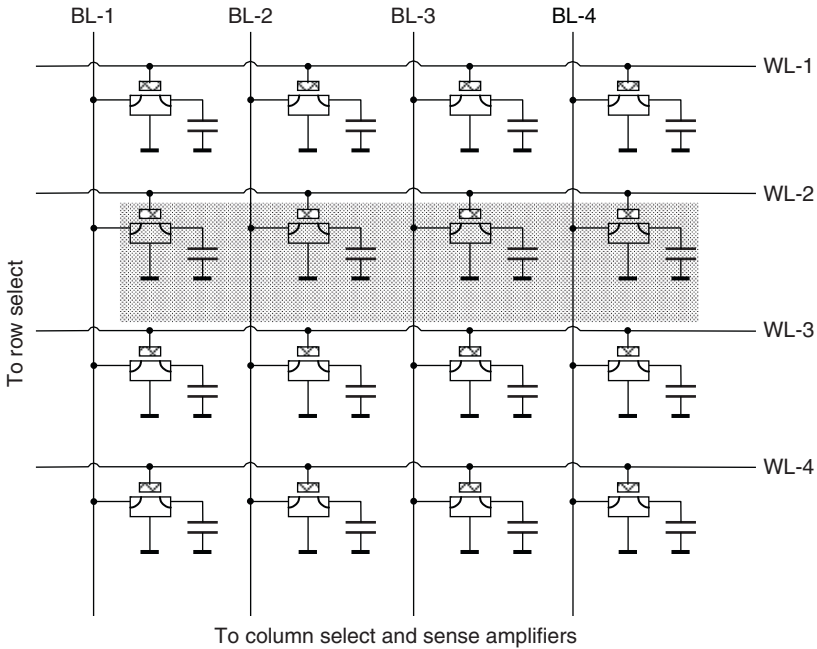 BL-1 BL-2 BL-3 BL-4
WL-1
WL-2
To row select
WL-3
WL-4
To column select and sense amplifiers